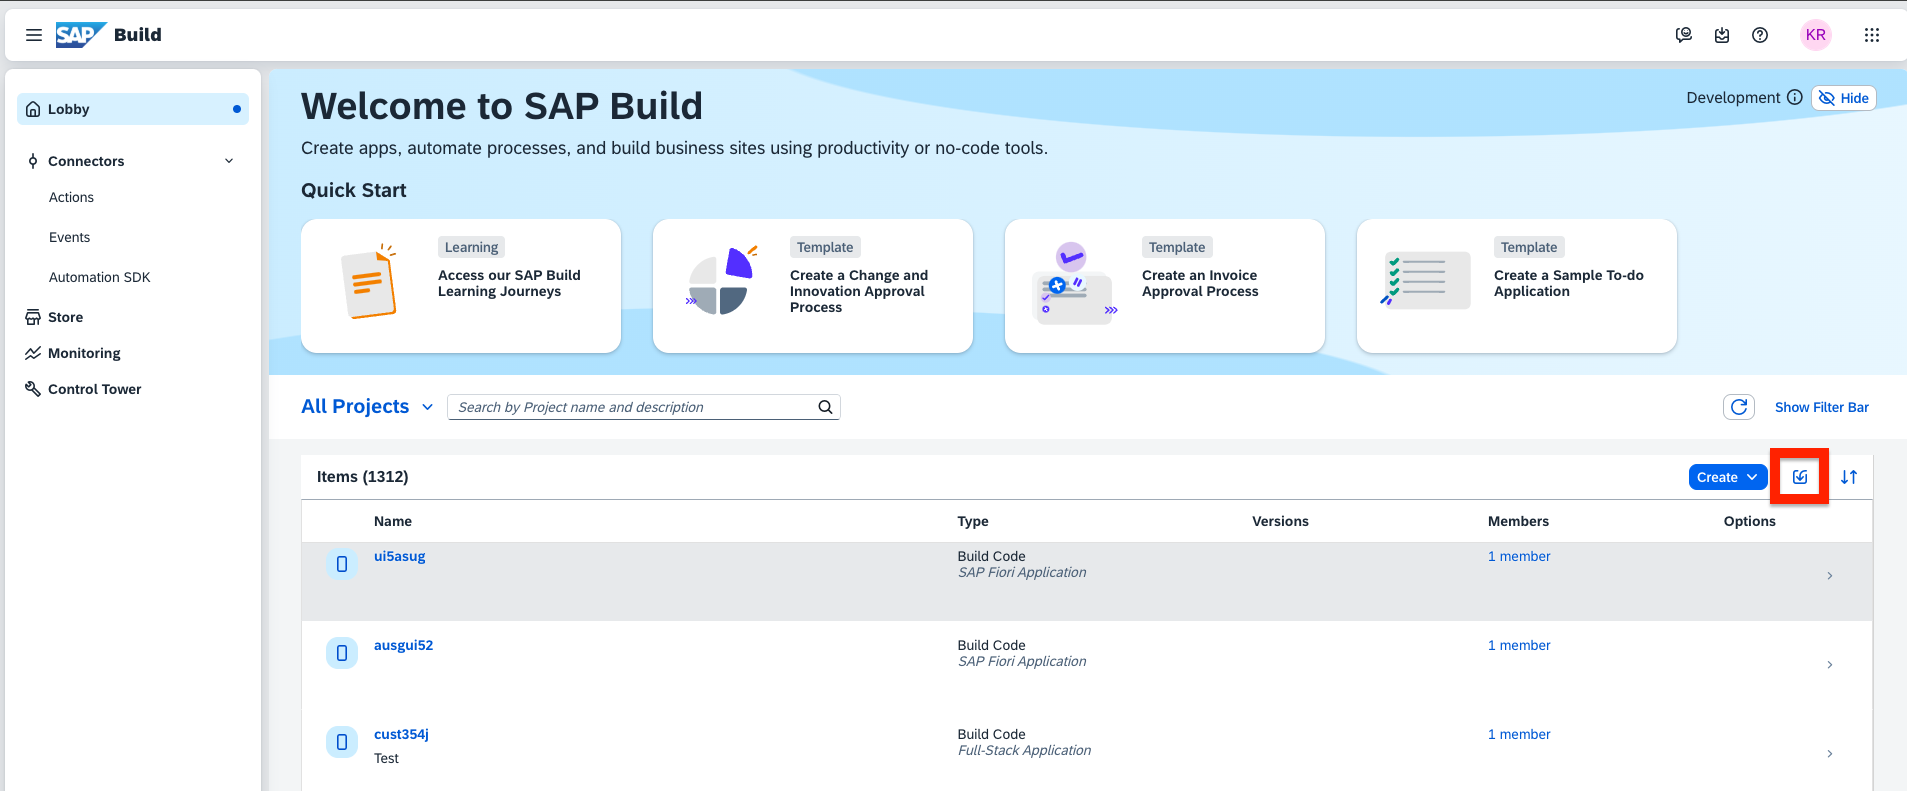 SAP Build
KR
Lobby
Connectors
Actions
Events
Automation SDK
Store
Monitoring
Control Tower
Welcome to SAP Build
Development
Hide
Create apps, automate processes, and build business sites using productivity or no-code tools.
Quick Start
Learning
Access our SAP Build
Learning Journeys
Template
Create a Change and
Innovation Approval
Process
Template
Create an Invoice
Approval Process
Template
Create a Sample To-do
Application
All Projects
Search by Project name and description
Show Filter Bar
Items (1312)
Create
Name Type Versions Members Options
ui5asug Build Code 1 member
SAP Fiori Application
ausgui52 Build Code 1 member
SAP Fiori Application
cust354j Build Code 1 member
Full-Stack Application
Test